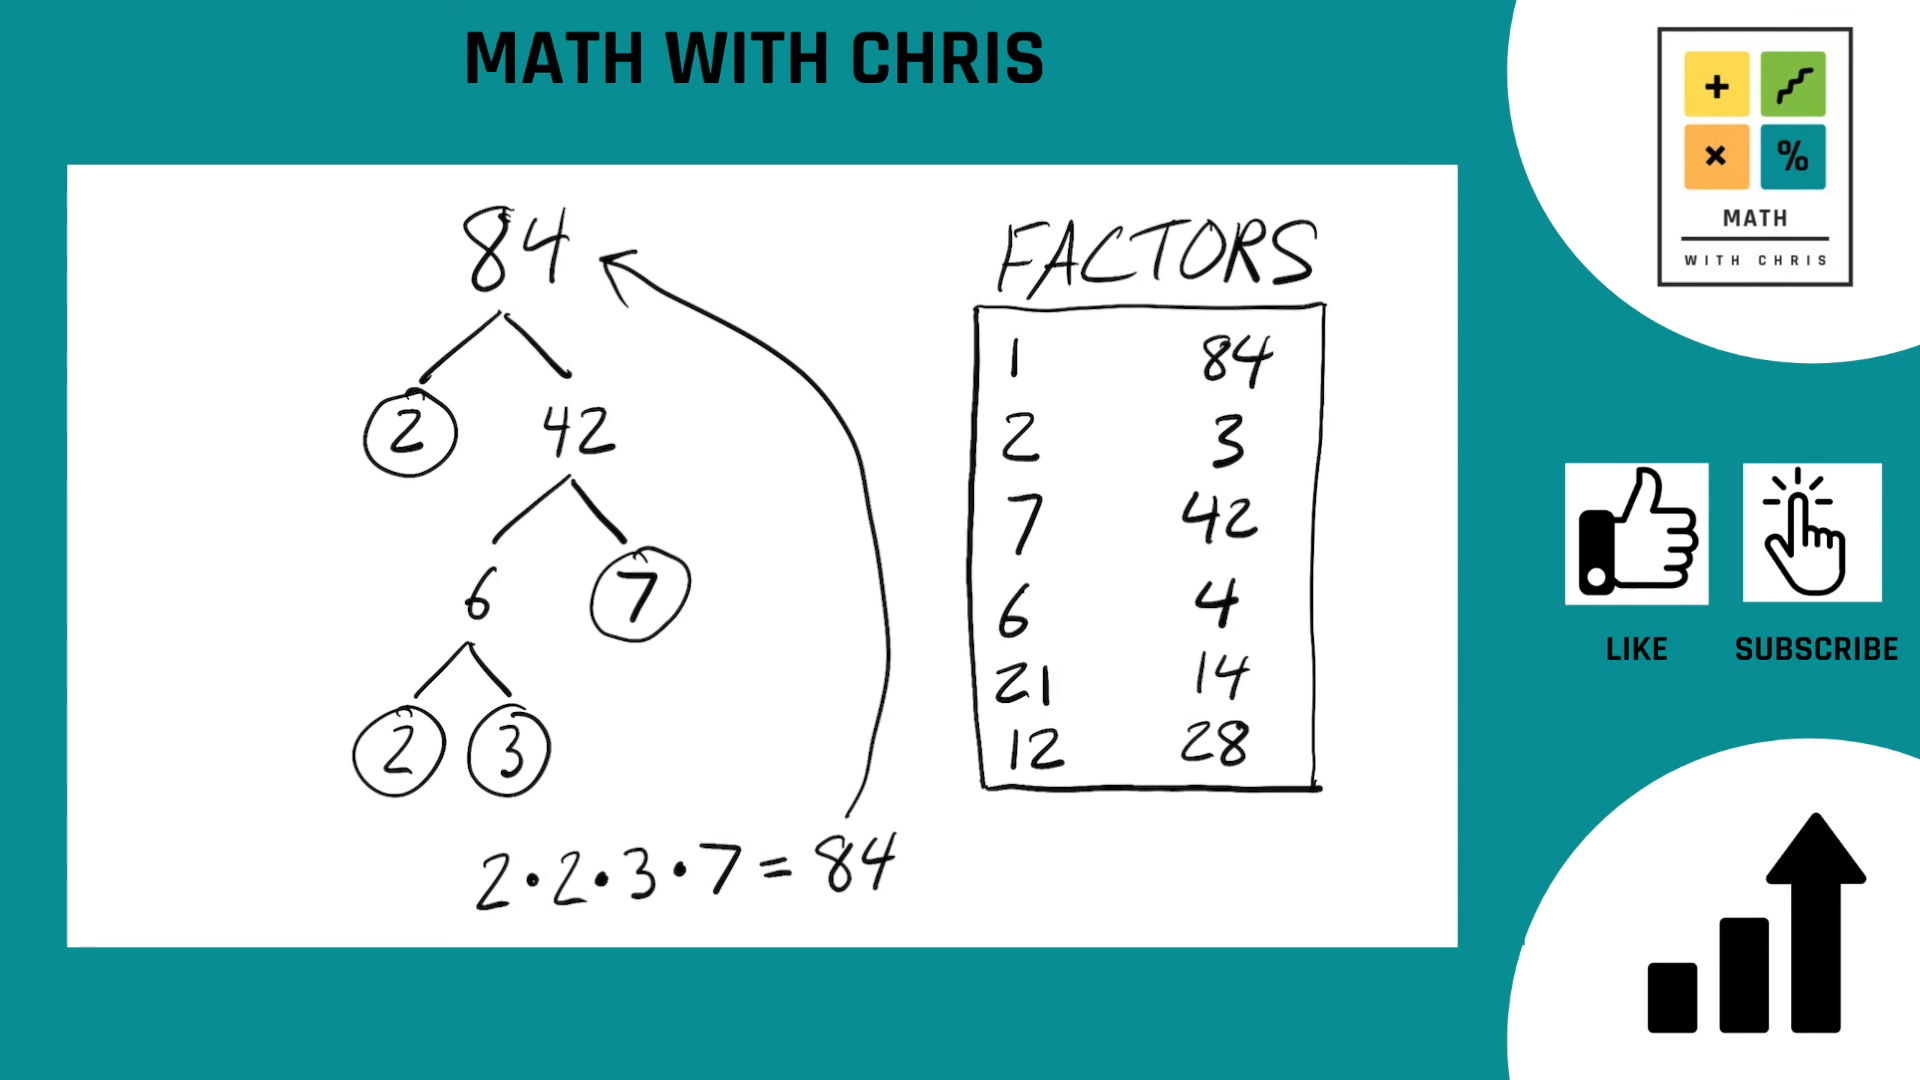 MATH WITH CHRIS
84
2 42
6 7
2 3
2·2·3·7=84
FACTORS
1 84
2 3
7 42
6 4
21 14
12 28
+
× %
MATH
WITH CHRIS
LIKE SUBSCRIBE